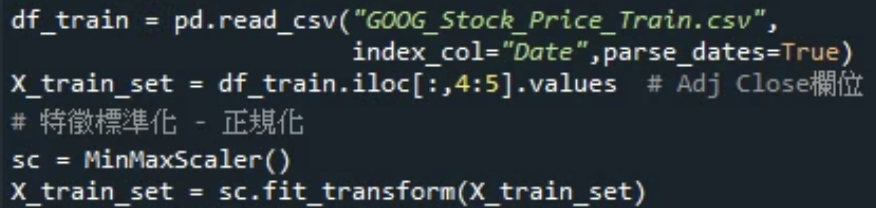 df_train = pd.read_csv("GOOG_Stock_Price_Train.csv",
index_col="Date",parse_dates=True)
X_train_set = df_train.iloc[:,4:5].values # Adj Close欄位
# 特徵標準化 - 正規化
sc = MinMaxScaler()
X_train_set = sc.fit_transform(X_train_set)